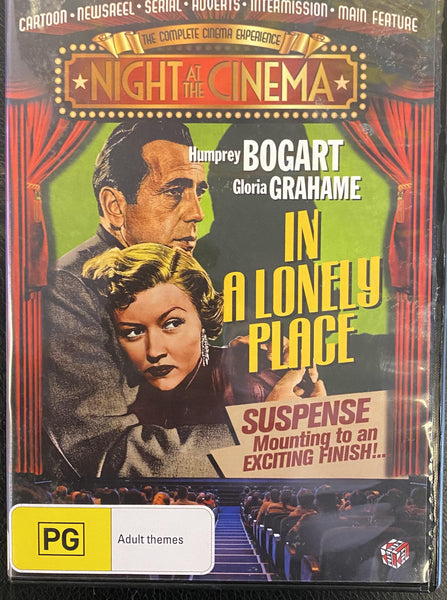 CARTOON • NEWSREEL • SERIAL • ADVERTS • INTERMISSION • MAIN FEATURE
THE COMPLETE CINEMA EXPERIENCE
NIGHT AT THE CINEMA
Humphrey BOGART
Gloria GRAHAME
IN
A LONELY
PLACE
SUSPENSE
Mounting to an
EXCITING FINISH!..
PG
Adult themes